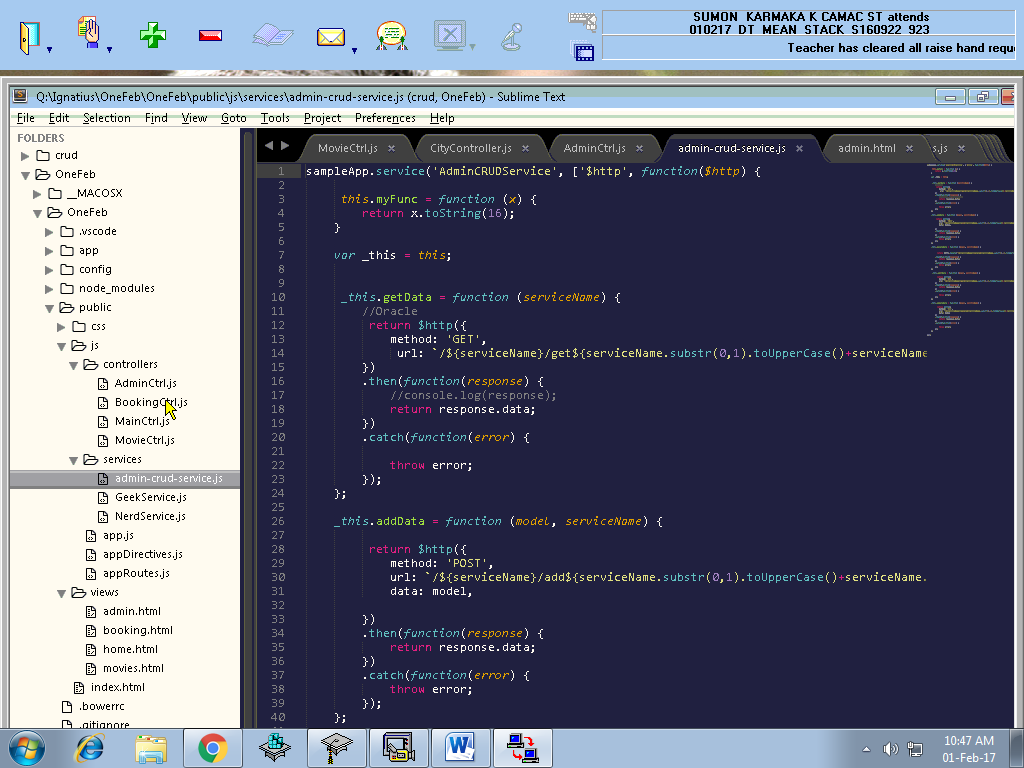 SUMON KARMAKA K CAMAC ST attends
010217 DT MEAN STACK S160922 923
Teacher has cleared all raise hand requ
Q:\Ignatius\OneFeb\OneFeb\public\js\services\admin-crud-service.js (crud, OneFeb) - Sublime Text
File Edit Selection Find View Goto Tools Project Preferences Help
FOLDERS
crud
OneFeb
__MACOSX
OneFeb
.vscode
app
config
node_modules
public
css
js
controllers
AdminCtrl.js
BookingCtrl.js
MainCtrl.js
MovieCtrl.js
services
admin-crud-service.js
GeekService.js
NerdService.js
app.js
appDirectives.js
appRoutes.js
views
admin.html
booking.html
home.html
movies.html
index.html
.bowerrc
.gitignore
MovieCtrl.js × CityController.js × AdminCtrl.js × admin-crud-service.js × admin.html × s.js ×
1 sampleApp.service('AdminCRUDService', ['$http', function($http) {
2
3 this.myFunc = function (x) {
4 return x.toString(16);
5 }
6
7 var _this = this;
8
9
10 _this.getData = function (serviceName) {
11 //Oracle
12 return $http({
13 method: 'GET',
14 url: `/${serviceName}/get${serviceName.substr(0,1).toUpperCase()+serviceName
15 })
16 .then(function(response) {
17 //console.log(response);
18 return response.data;
19 })
20 .catch(function(error) {
21
22 throw error;
23 });
24 };
25
26 _this.addData = function (model, serviceName) {
27
28 return $http({
29 method: 'POST',
30 url: `/${serviceName}/add${serviceName.substr(0,1).toUpperCase()+serviceName.
31 data: model,
32
33 })
34 .then(function(response) {
35 return response.data;
36 })
37 .catch(function(error) {
38 throw error;
39 });
40 };
10:47 AM
01-Feb-17